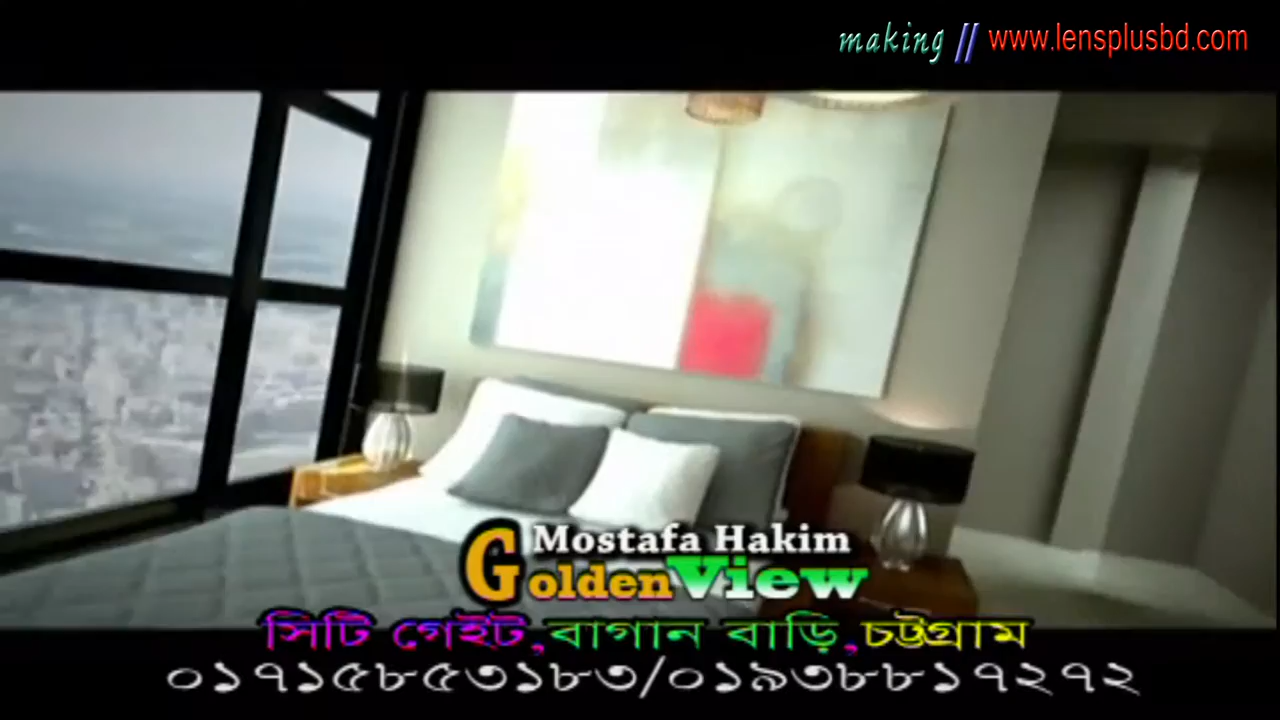 making // www.lensplusbd.com
Mostafa Hakim
Golden View
সিটি গেইট,বাগান বাড়ি,চট্টগ্রাম
০১৭১৫৮৫৩১৮৩/০১৯৩৮৮১৭২৭২